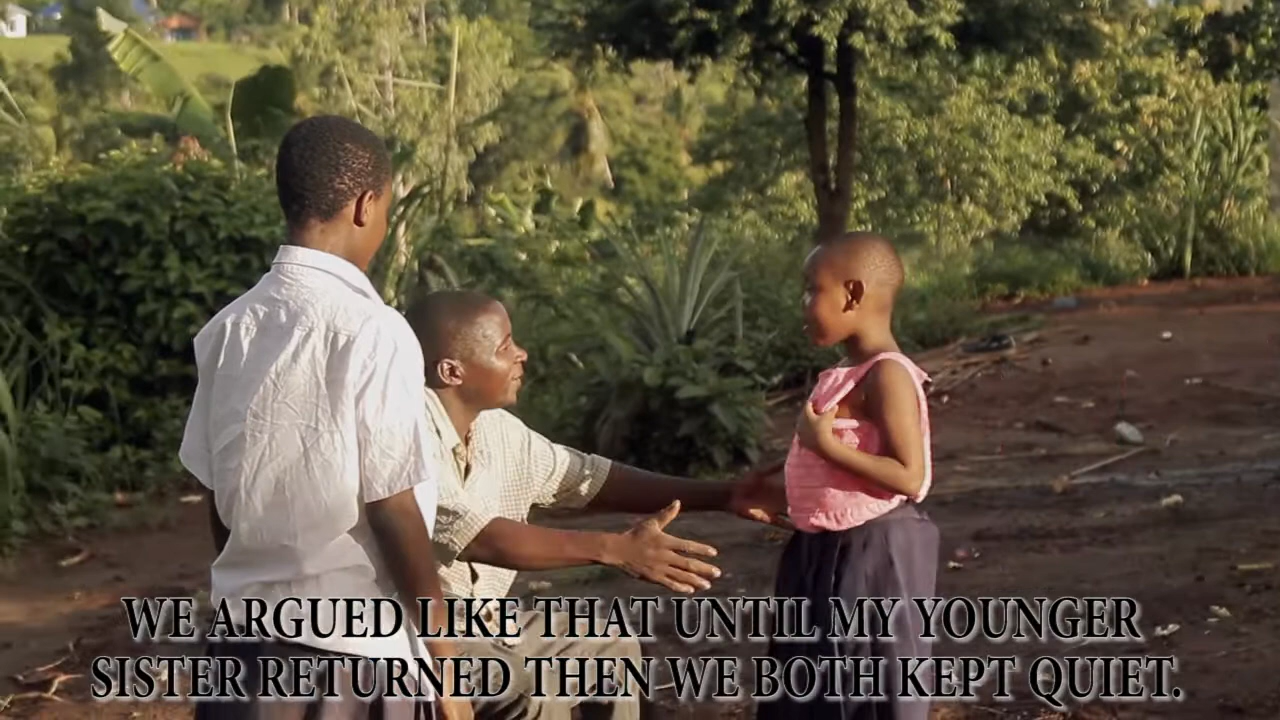 WE ARGUED LIKE THAT UNTIL MY YOUNGER
SISTER RETURNED THEN WE BOTH KEPT QUIET.